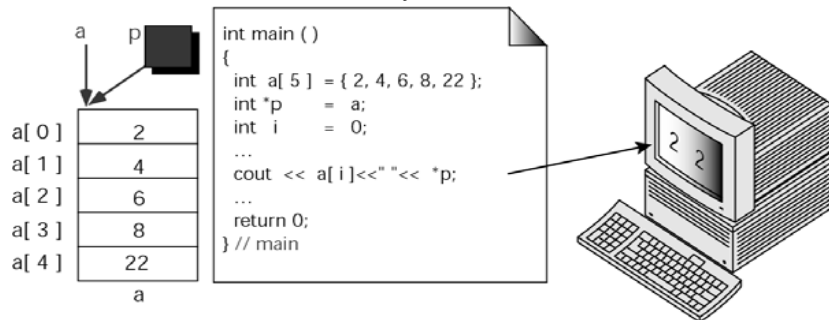 a
p
a[ 0 ] 2
a[ 1 ] 4
a[ 2 ] 6
a[ 3 ] 8
a[ 4 ] 22
a
int main ( )
{
int a[ 5 ] = { 2, 4, 6, 8, 22 };
int *p = a;
int i = 0;
...
cout << a[ i ]<<" "<< *p;
...
return 0;
} // main
2 2